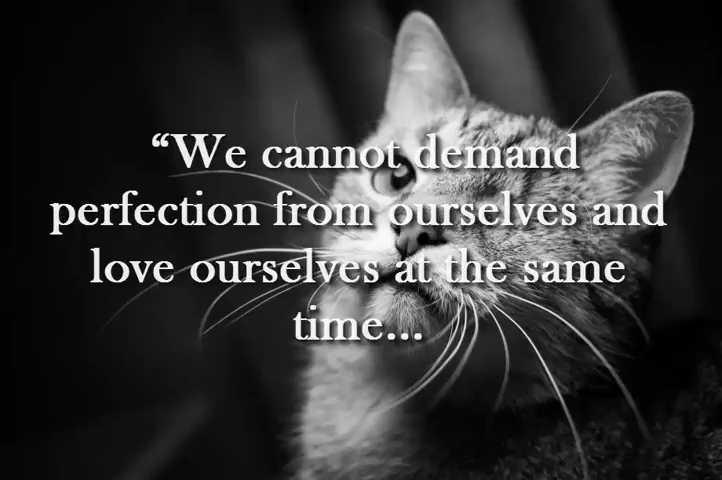 “We cannot demand
perfection from ourselves and
love ourselves at the same
time...